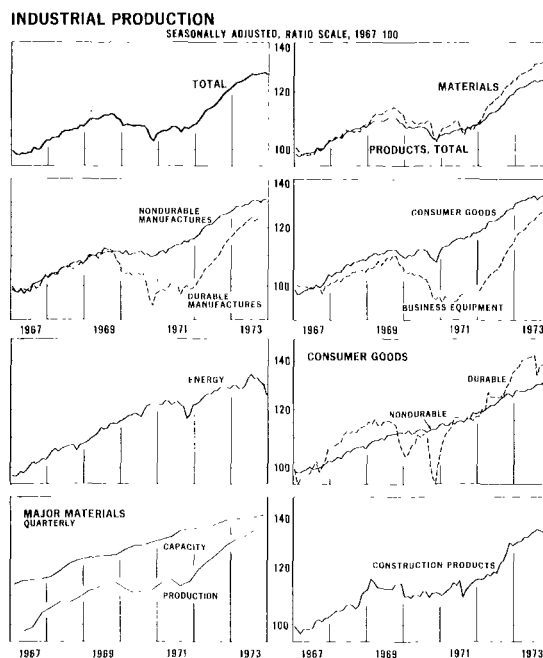 INDUSTRIAL PRODUCTION
SEASONALLY ADJUSTED, RATIO SCALE, 1967 100
TOTAL
140
120
100
MATERIALS
PRODUCTS, TOTAL
NONDURABLE
MANUFACTURES
DURABLE
MANUFACTURES
140
120
100
CONSUMER GOODS
BUSINESS EQUIPMENT
1967 1969 1971 1973
1967 1969 1971 1973
ENERGY
140
120
100
CONSUMER GOODS
DURABLE
NONDURABLE
MAJOR MATERIALS
QUARTERLY
CAPACITY
PRODUCTION
140
120
100
CONSTRUCTION PRODUCTS
1967 1969 1971 1973
1967 1969 1971 1973